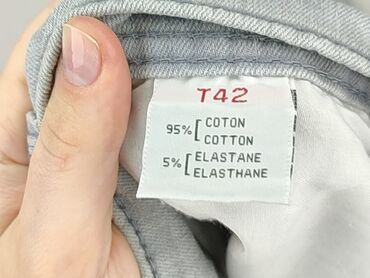 T42
95% [ COTON
COTTON
5% [ ELASTANE
ELASTHANE